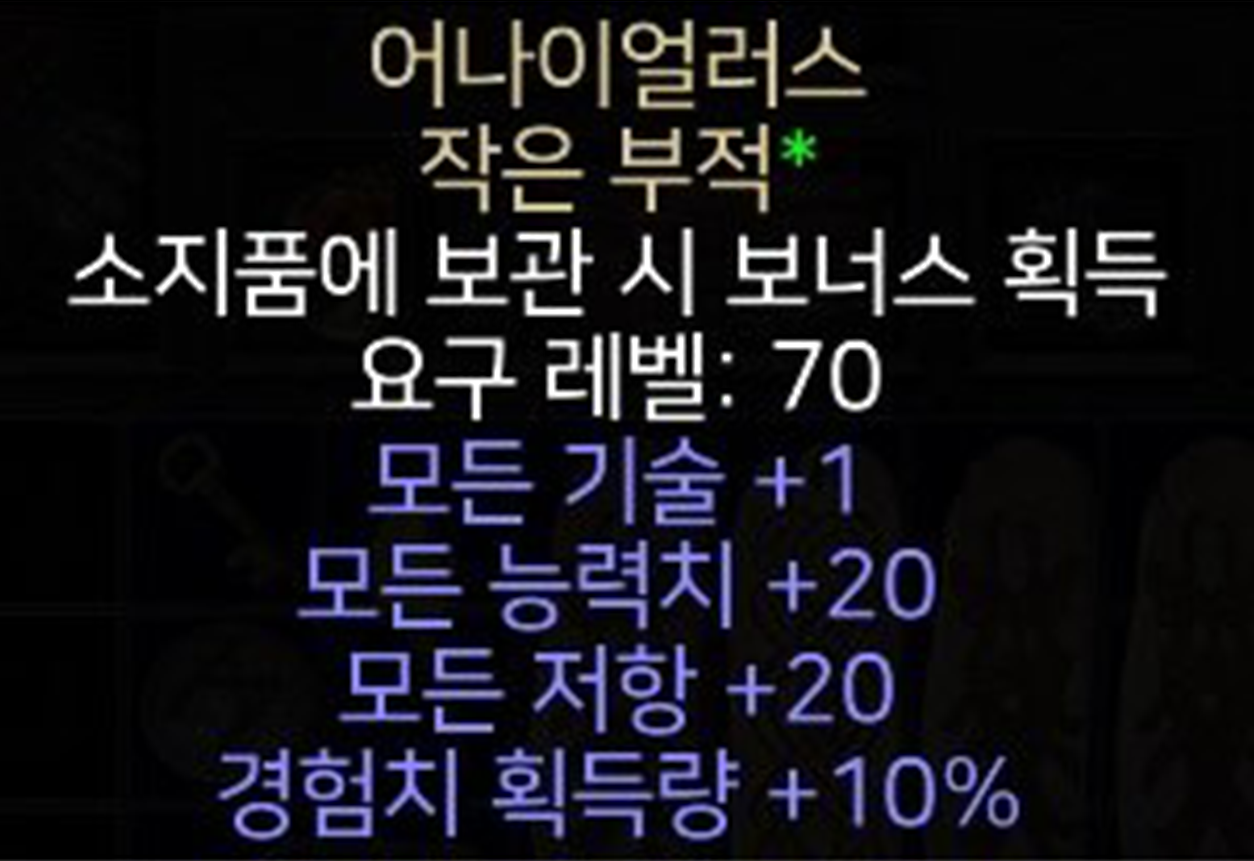 어나이얼러스
작은 부적*
소지품에 보관 시 보너스 획득
요구 레벨: 70
모든 기술 +1
모든 능력치 +20
모든 저항 +20
경험치 획득량 +10%